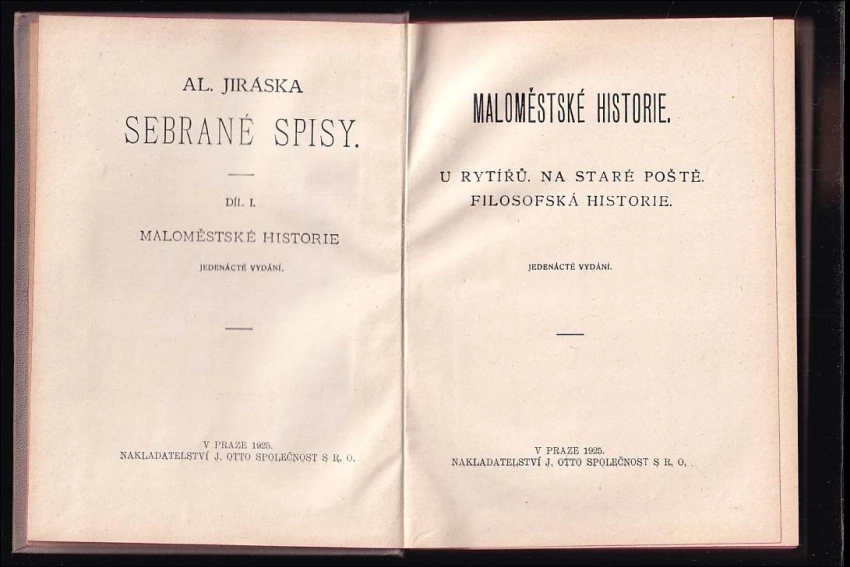 AL. JIRÁSKA
SEBRANÉ SPISY.
DÍL I.
MALOMĚSTSKÉ HISTORIE
JEDENÁCTÉ VYDÁNÍ.
V PRAZE 1925.
NAKLADATELSTVÍ J. OTTO SPOLEČNOST S R. O.
MALOMĚSTSKÉ HISTORIE.
U RYTÍŘŮ. NA STARÉ POŠTĚ.
FILOSOFSKÁ HISTORIE.
JEDENÁCTÉ VYDÁNÍ.
V PRAZE 1925.
NAKLADATELSTVÍ J. OTTO SPOLEČNOST S R. O.